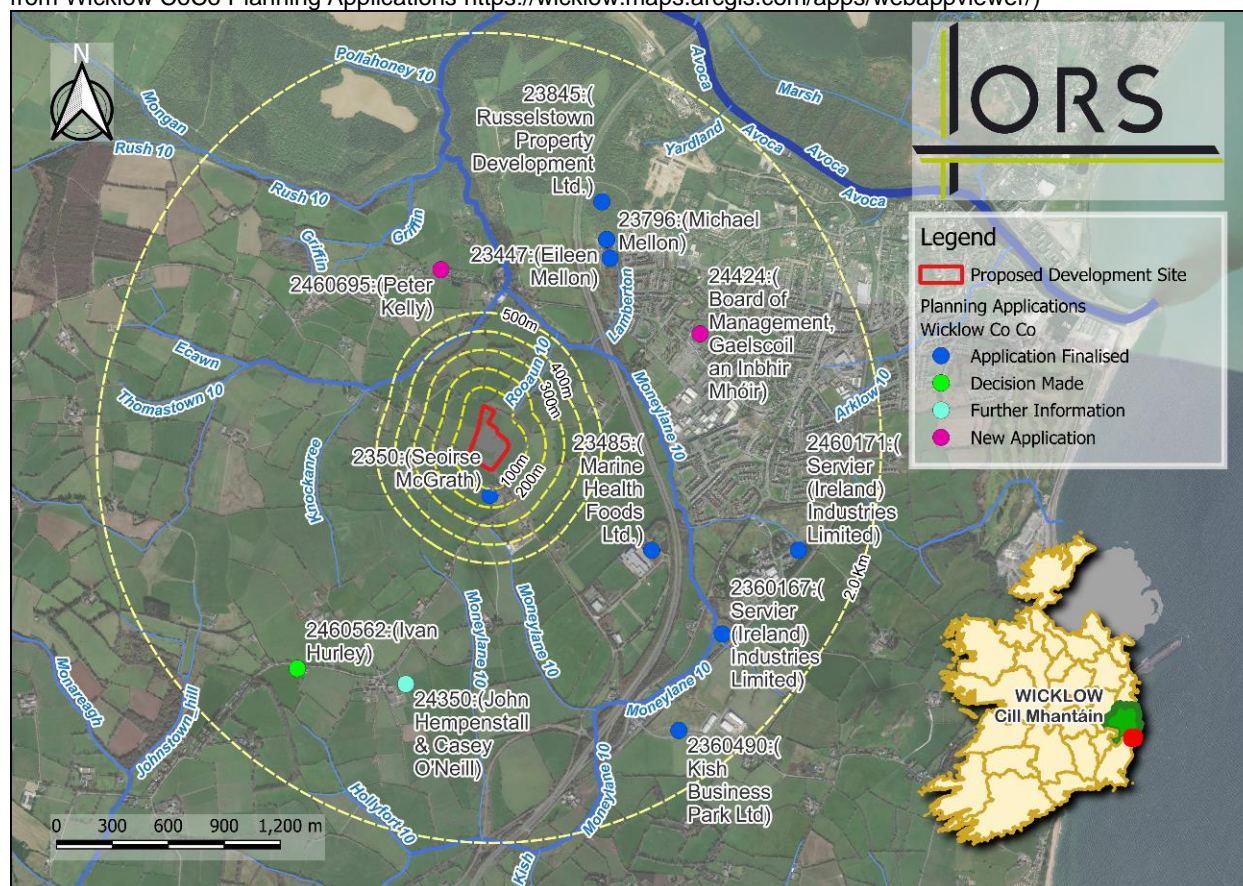 from Wicklow CoCo Planning Applications https://wicklow.maps.arcgis.com/apps/webappviewer/)
N
ORS
Pollahoney 10
Mongan
Rush 10
Rush 10
Griffin
Griffin
Avoca
Marsh
Yardland
Avoca
Avoca
Avoca
23845:(
Russelstown
Property
Development
Ltd.)
23796:(Michael
Mellon)
23447:(Eileen
Mellon)
Lamberton
2460695:(Peter
Kelly)
24424:(
Board of
Management,
Gaelscoil
an Inbhir
Mhóir)
Legend
Proposed Development Site
Planning Applications
Wicklow Co Co
Application Finalised
Decision Made
Further Information
New Application
Ecawn
Thomastown 10
500m
400m
300m
Rooaun 10
Moneylane 10
Arklow 10
Knockanree
2350:(Seoirse
McGrath)
100m
200m
23485:(
Marine
Health
Foods
Ltd.)
2460171:(
Servier
(Ireland)
Industries
Limited)
2.0 Km
2360167:(
Servier
(Ireland)
Industries
Limited)
Moneylane 10
Moneylane 10
Moneylane 10
2460562:(Ivan
Hurley)
24350:(John
Hempenstall
& Casey
O'Neill)
Monareagh
Johnstown_hill
Hollyfort 10
Moneylane 10
Kish
2360490:(
Kish
Business
Park Ltd)
WICKLOW
Cill Mhantáin
0 300 600 900 1,200 m